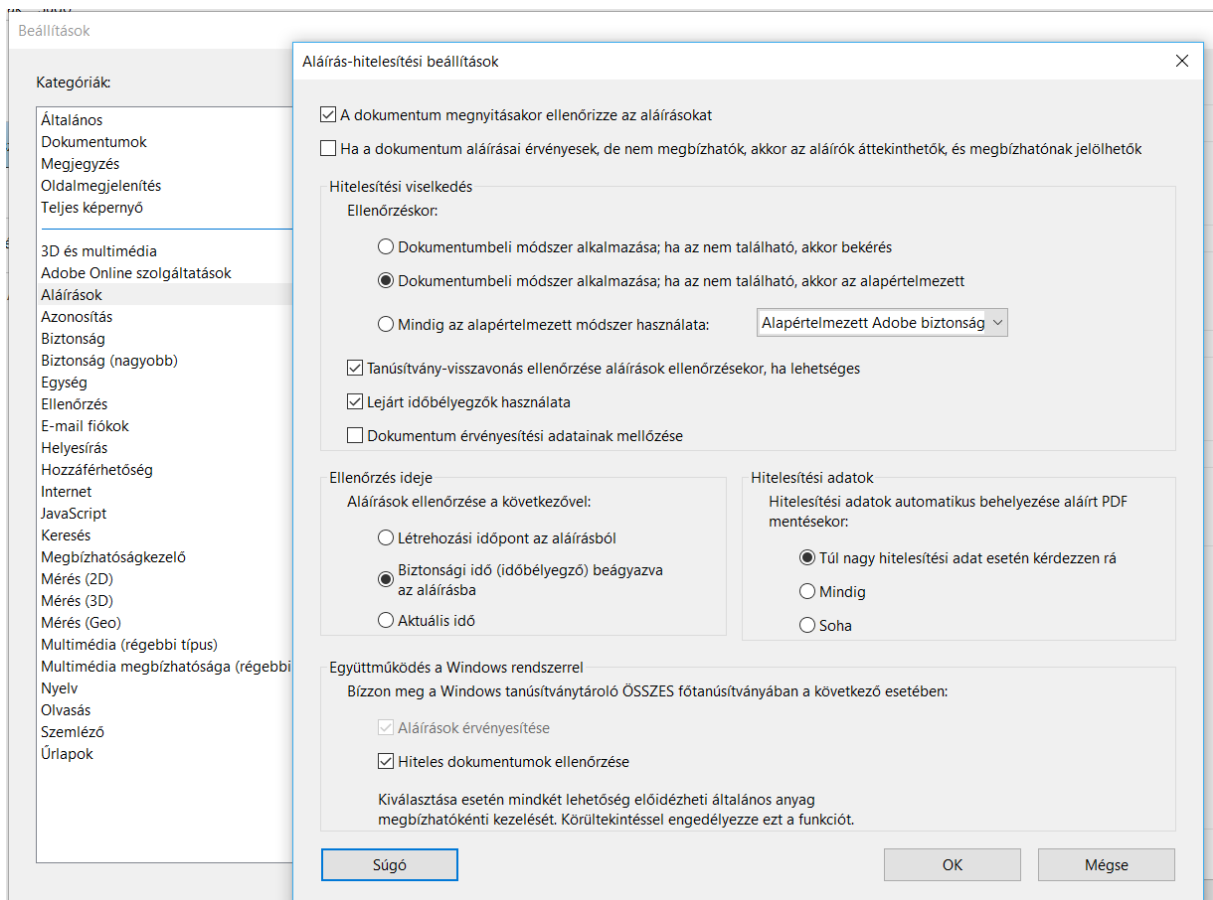 Beállítások
Kategóriák:
Általános
Dokumentumok
Megjegyzés
Oldalmegjelenítés
Teljes képernyő
3D és multimédia
Adobe Online szolgáltatások
Aláírások
Azonosítás
Biztonság
Biztonság (nagyobb)
Egység
Ellenőrzés
E-mail fiókok
Helyesírás
Hozzáférhetőség
Internet
JavaScript
Keresés
Megbízhatóságkezelő
Mérés (2D)
Mérés (3D)
Mérés (Geo)
Multimédia (régebbi típus)
Multimédia megbízhatósága (régebbi
Nyelv
Olvasás
Szemléző
Űrlapok
Aláírás-hitelesítési beállítások
A dokumentum megnyitásakor ellenőrizze az aláírásokat
Ha a dokumentum aláírásai érvényesek, de nem megbízhatók, akkor az aláírók áttekinthetők, és megbízhatónak jelölhetők
Hitelesítési viselkedés
Ellenőrzéskor:
Dokumentumbeli módszer alkalmazása; ha az nem található, akkor bekérés
Dokumentumbeli módszer alkalmazása; ha az nem található, akkor az alapértelmezett
Mindig az alapértelmezett módszer használata: Alapértelmezett Adobe biztonság
Tanúsítvány-visszavonás ellenőrzése aláírások ellenőrzésekor, ha lehetséges
Lejárt időbélyegzők használata
Dokumentum érvényesítési adatainak mellőzése
Ellenőrzés ideje
Aláírások ellenőrzése a következővel:
Létrehozási időpont az aláírásból
Biztonsági idő (időbélyegző) beágyazva
az aláírásba
Aktuális idő
Hitelesítési adatok
Hitelesítési adatok automatikus behelyezése aláírt PDF
mentésekor:
Túl nagy hitelesítési adat esetén kérdezzen rá
Mindig
Soha
Együttműködés a Windows rendszerrel
Bízzon meg a Windows tanúsítványtároló ÖSSZES főtanúsítványában a következő esetében:
Aláírások érvényesítése
Hiteles dokumentumok ellenőrzése
Kiválasztása esetén mindkét lehetőség előidézheti általános anyag
megbízhatókénti kezelését. Körültekintéssel engedélyezze ezt a funkciót.
Súgó
OK
Mégse